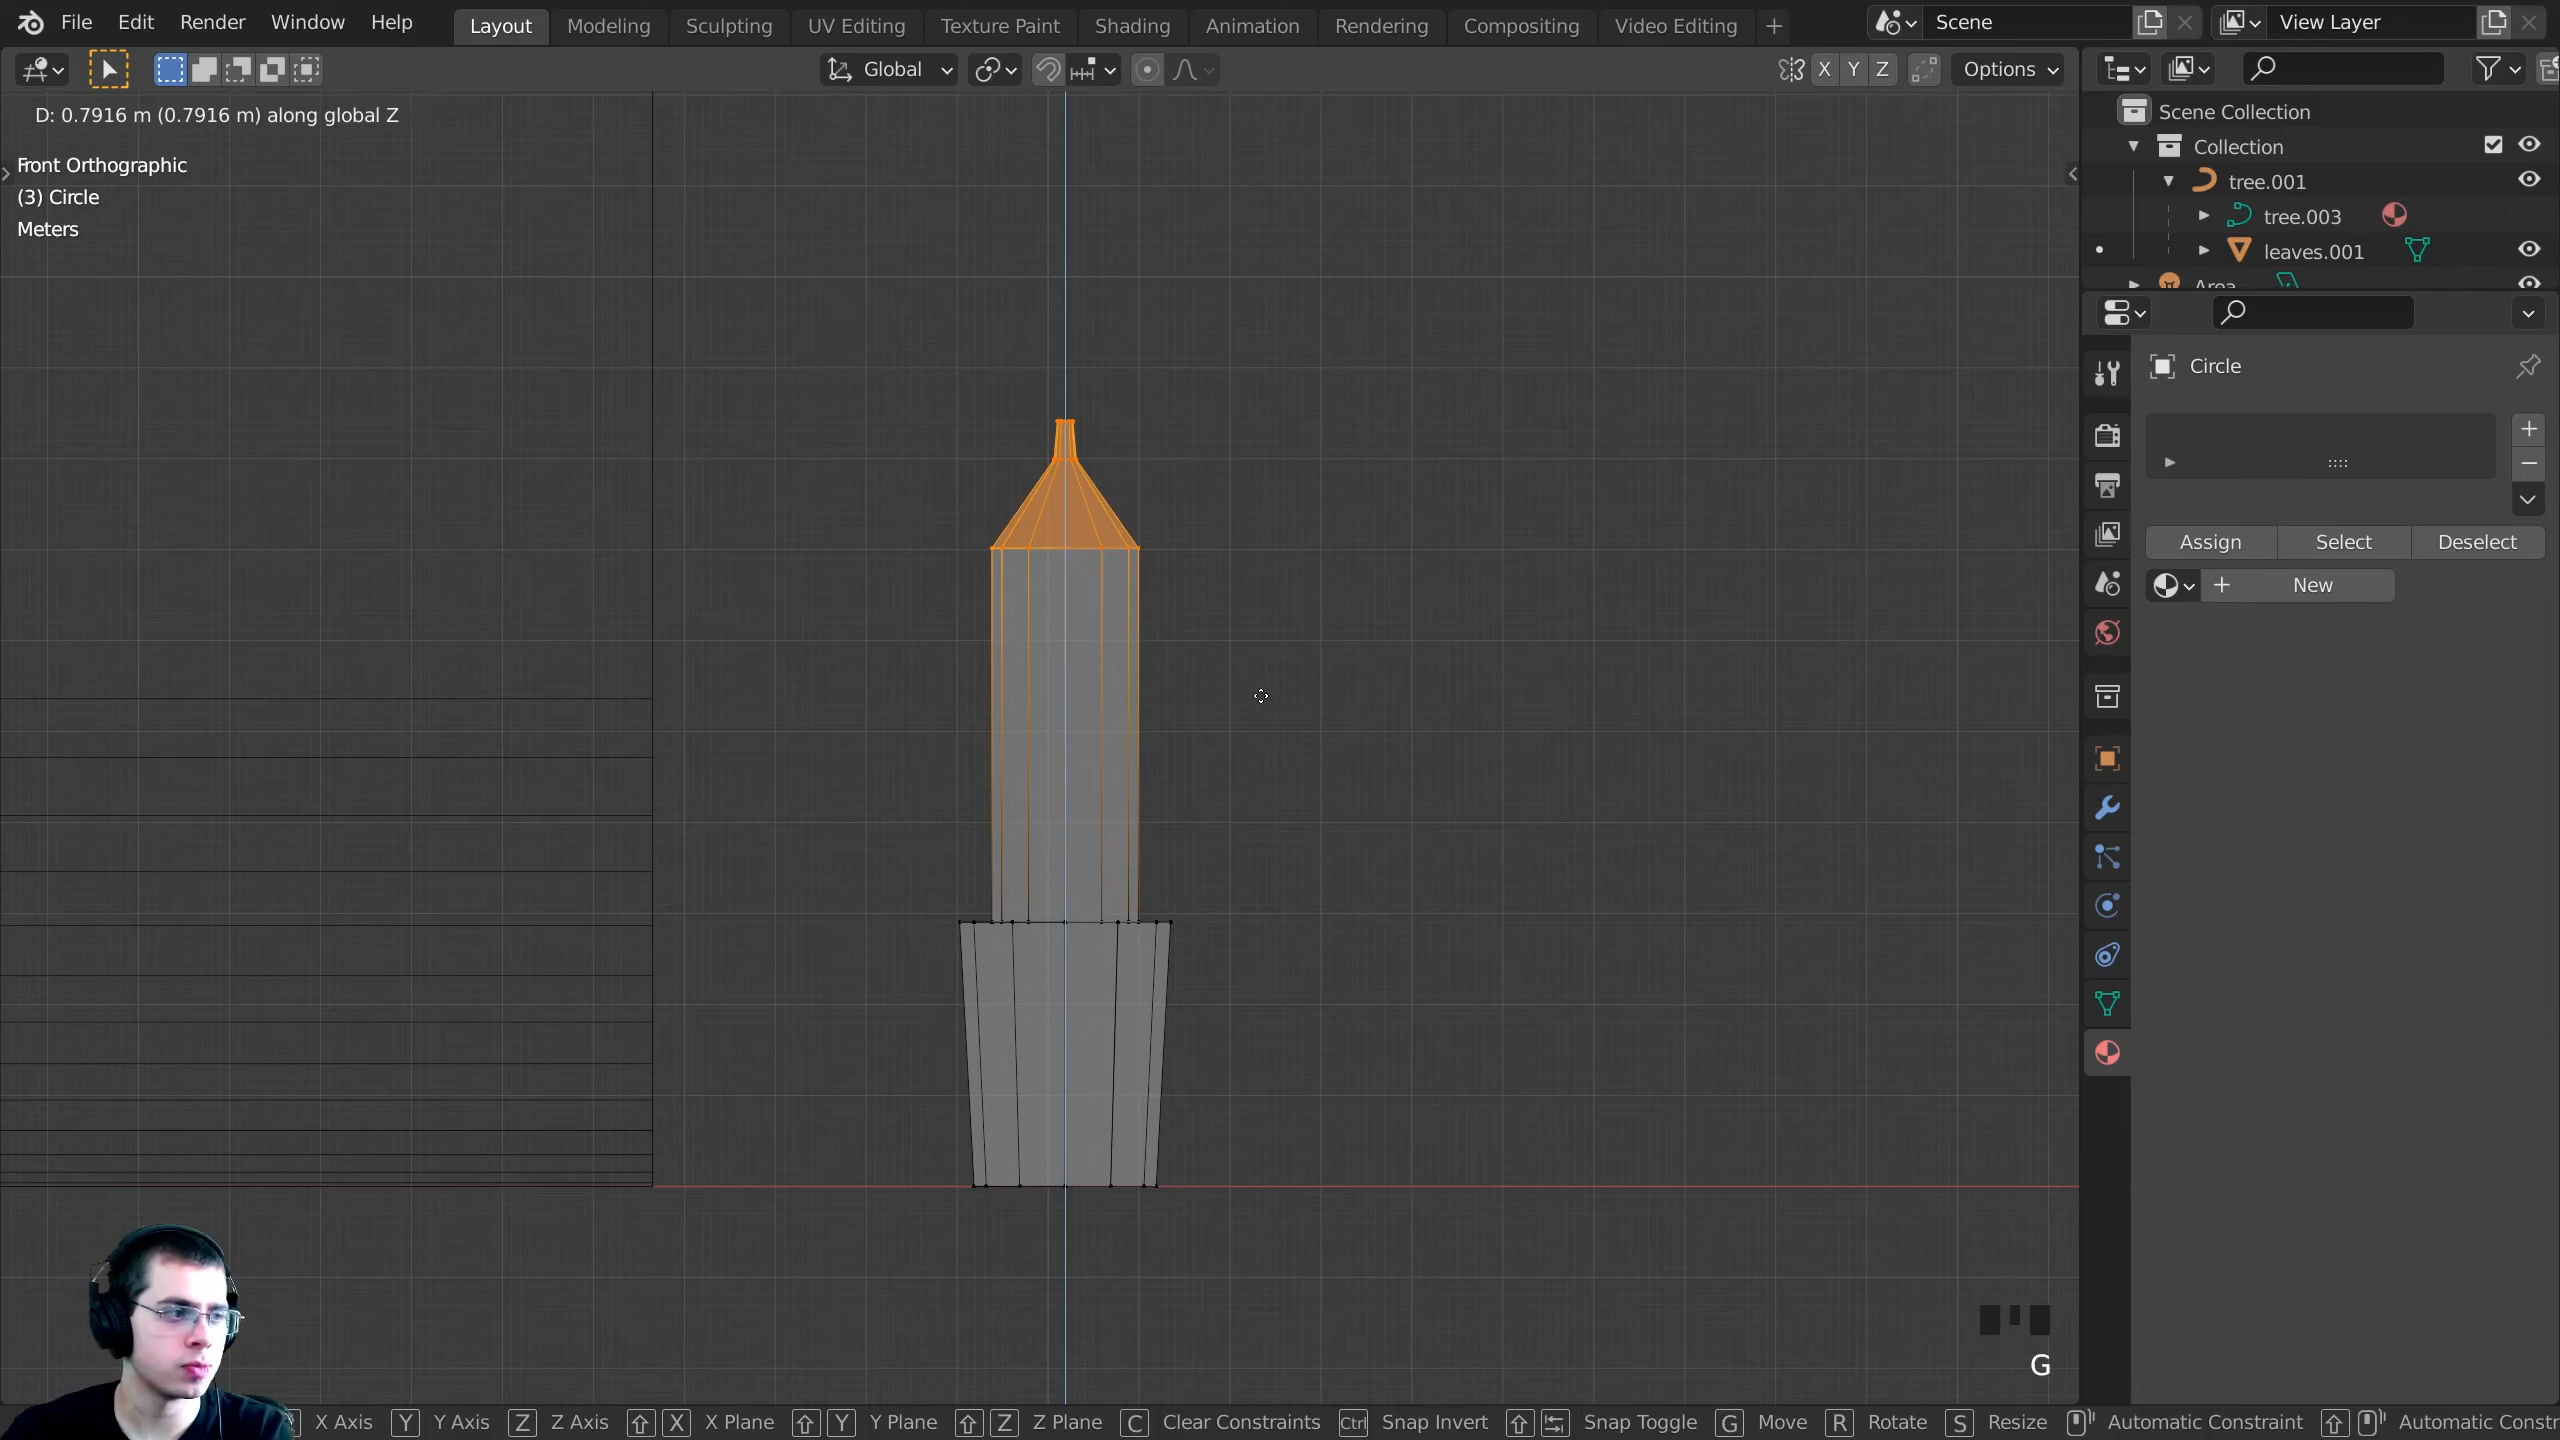 File Edit Render Window Help Layout Modeling Sculpting UV Editing Texture Paint Shading Animation Rendering Compositing Video Editing + Scene View Layer
Global X Y Z Options
D: 0.7916 m (0.7916 m) along global Z
Front Orthographic
(3) Circle
Meters
Scene Collection
Collection
tree.001
tree.003
leaves.001
Area
Circle
Assign Select Deselect
+ New
G
X Axis Y Y Axis Z Z Axis X X Plane Y Y Plane Z Z Plane C Clear Constraints Ctrl Snap Invert Snap Toggle G Move R Rotate S Resize Automatic Constraint Automatic Constr